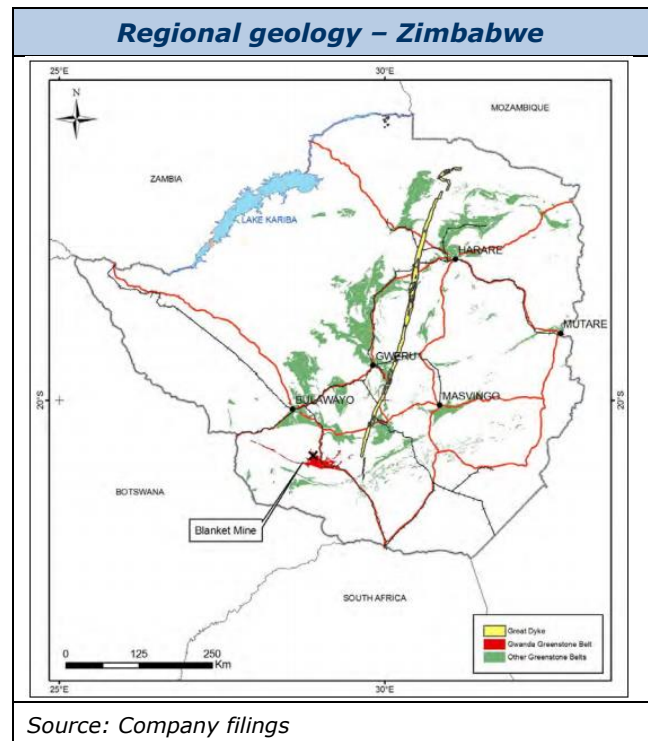 Regional geology – Zimbabwe
25°E
30°E
N
MOZAMBIQUE
ZAMBIA
LAKE KARIBA
HARARE
MUTARE
GWERU
BULAWAYO
MASVINGO
20°S
20°S
BOTSWANA
Blanket Mine
SOUTH AFRICA
Great Dyke
Gwanda Greenstone Belt
Other Greenstone Belts
0 125 250
Km
25°E
30°E
Source: Company filings